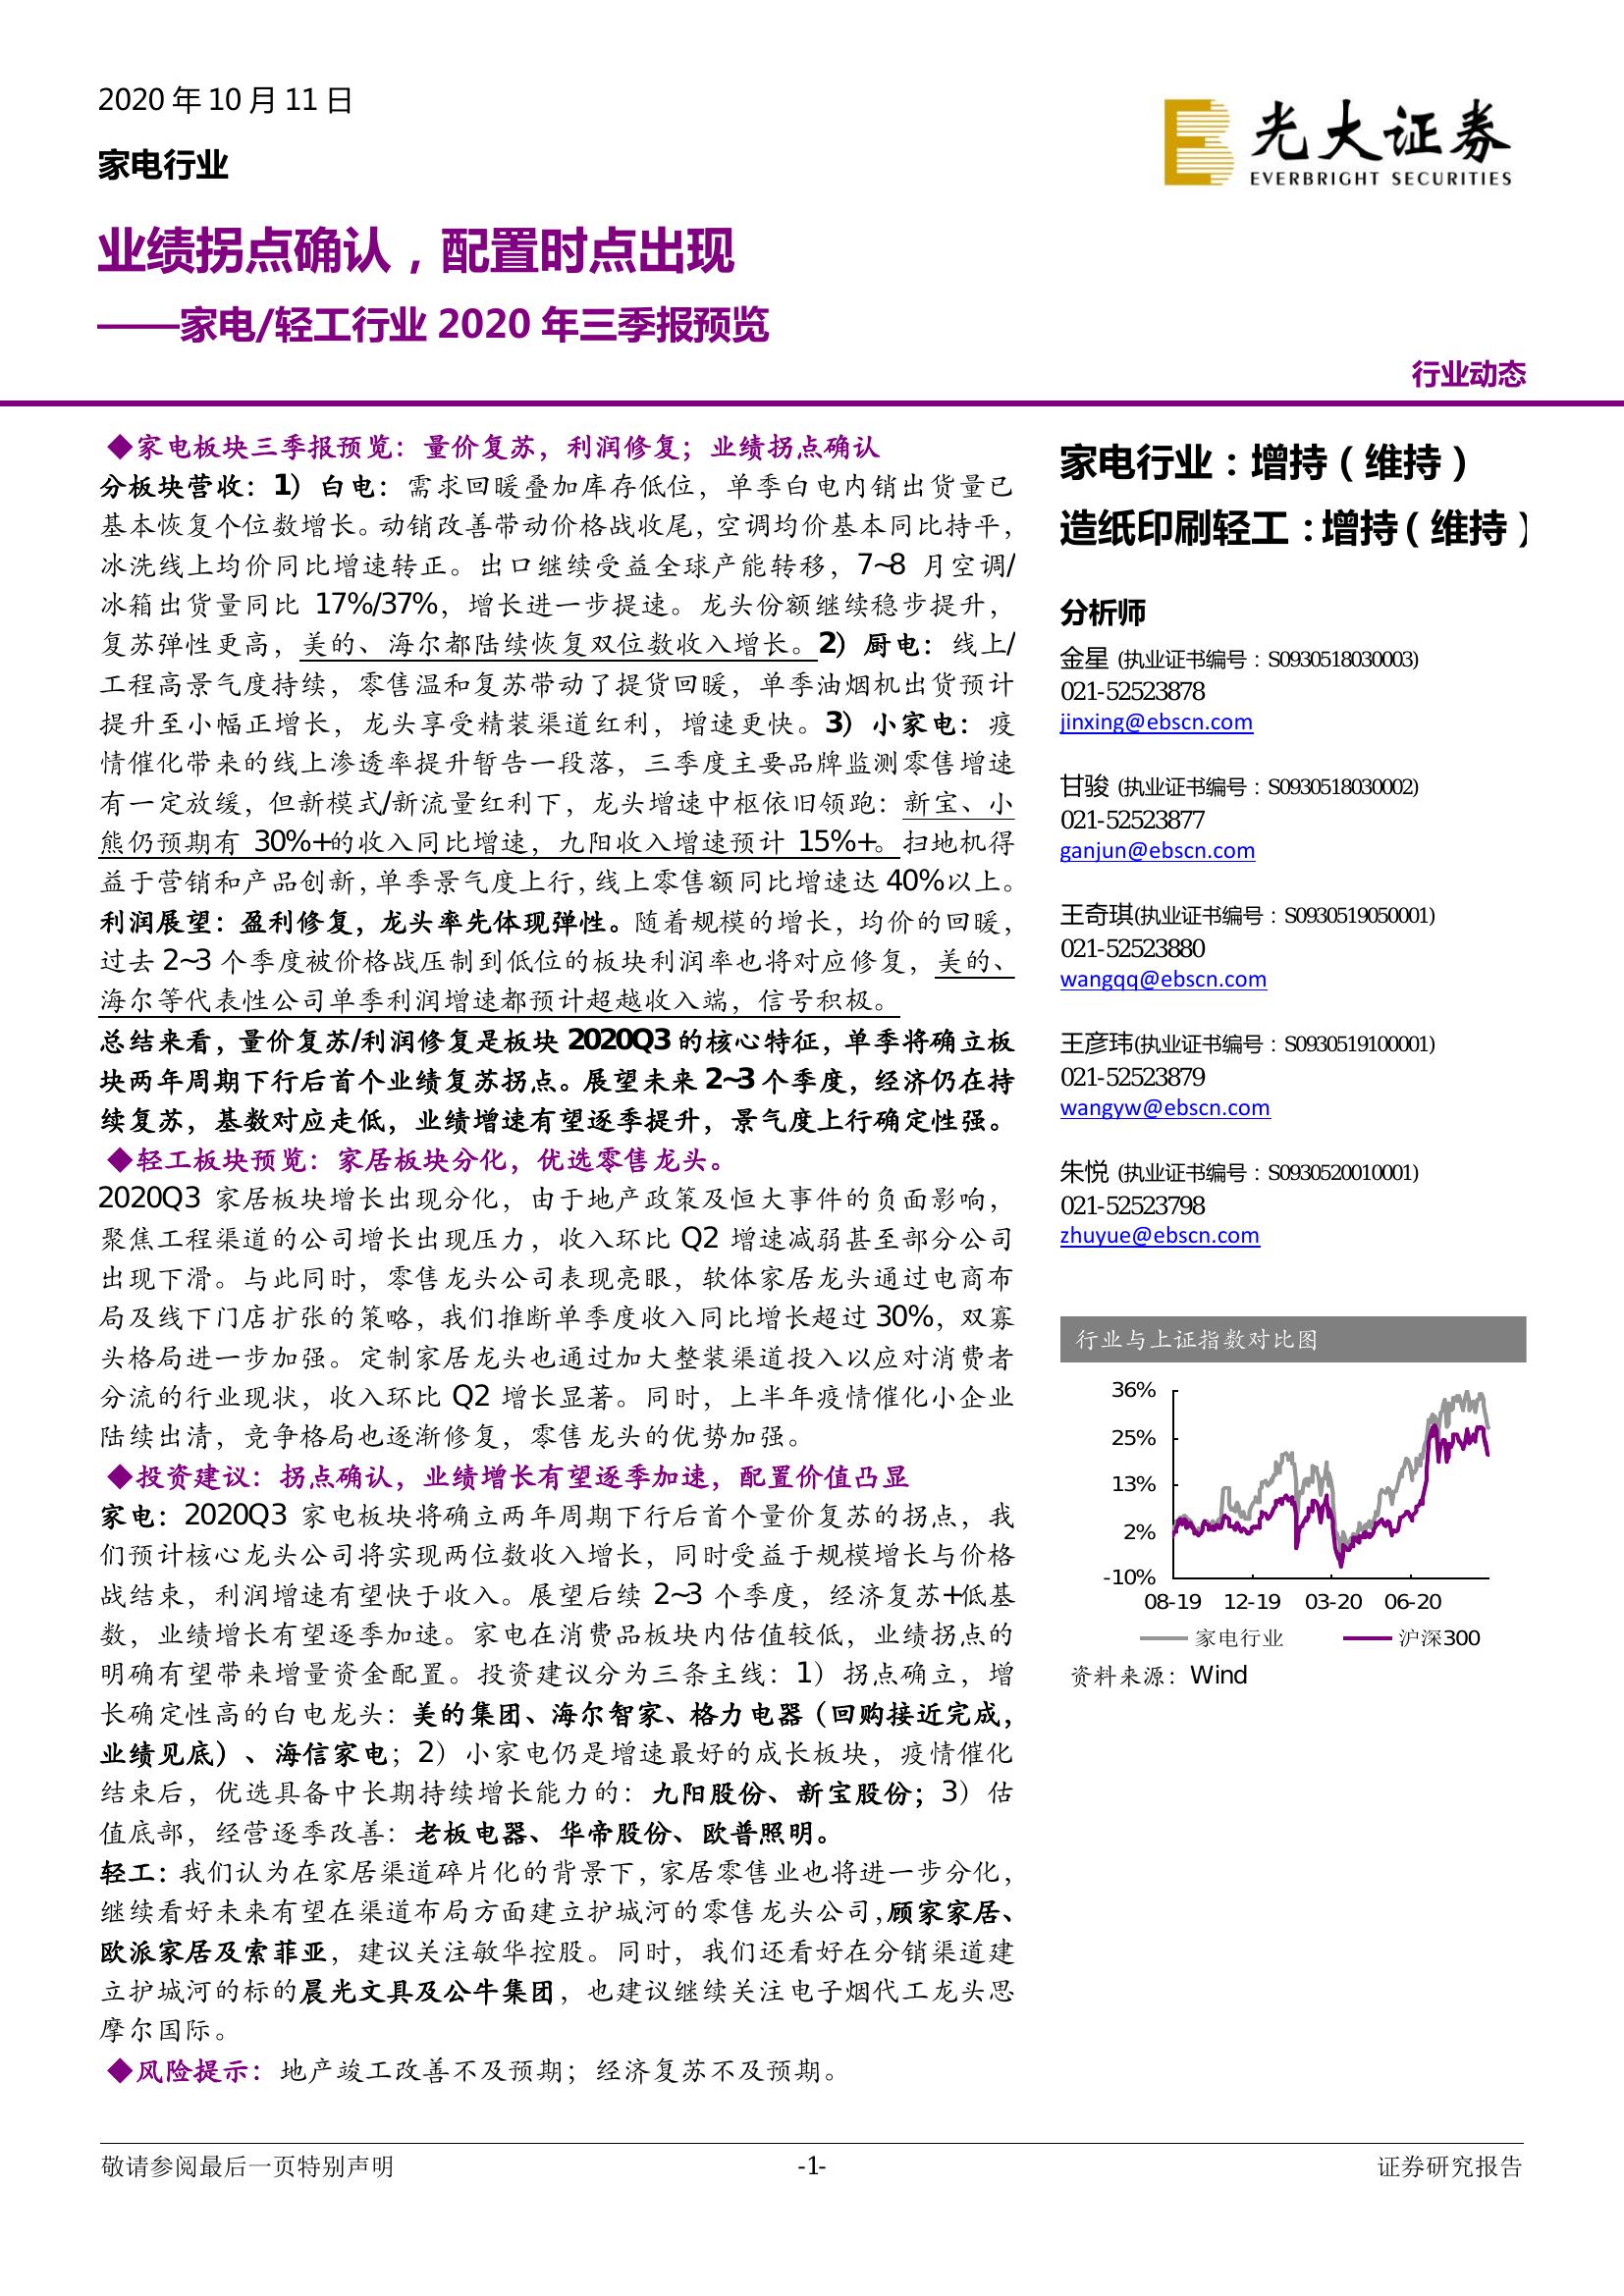 2020 年 10 月 11 日
家电行业
光大证券
EVERBRIGHT SECURITIES
业绩拐点确认，配置时点出现
——家电/轻工行业 2020 年三季报预览
行业动态
◆家电板块三季报预览：量价复苏，利润修复；业绩拐点确认
分板块营收：1）白电：需求回暖叠加库存低位，单季白电内销出货量已
基本恢复个位数增长。动销改善带动价格战收尾，空调均价基本同比持平，
冰洗线上均价同比增速转正。出口继续受益全球产能转移，7~8 月空调/
冰箱出货量同比 17%/37%，增长进一步提速。龙头份额继续稳步提升，
复苏弹性更高，美的、海尔都陆续恢复双位数收入增长。2）厨电：线上/
工程高景气度持续，零售温和复苏带动了提货回暖，单季油烟机出货预计
提升至小幅正增长，龙头享受精装渠道红利，增速更快。3）小家电：疫
情催化带来的线上渗透率提升暂告一段落，三季度主要品牌监测零售增速
有一定放缓，但新模式/新流量红利下，龙头增速中枢依旧领跑：新宝、小
熊仍预期有 30%+的收入同比增速，九阳收入增速预计 15%+。扫地机得
益于营销和产品创新，单季景气度上行，线上零售额同比增速达 40%以上。
利润展望：盈利修复，龙头率先体现弹性。随着规模的增长，均价的回暖，
过去 2~3 个季度被价格战压制到低位的板块利润率也将对应修复，美的、
海尔等代表性公司单季利润增速都预计超越收入端，信号积极。
总结来看，量价复苏/利润修复是板块 2020Q3 的核心特征，单季将确立板
块两年周期下行后首个业绩复苏拐点。展望未来 2~3 个季度，经济仍在持
续复苏，基数对应走低，业绩增速有望逐季提升，景气度上行确定性强。
◆轻工板块预览：家居板块分化，优选零售龙头。
2020Q3 家居板块增长出现分化，由于地产政策及恒大事件的负面影响，
聚焦工程渠道的公司增长出现压力，收入环比 Q2 增速减弱甚至部分公司
出现下滑。与此同时，零售龙头公司表现亮眼，软体家居龙头通过电商布
局及线下门店扩张的策略，我们推断单季度收入同比增长超过 30%，双寡
头格局进一步加强。定制家居龙头也通过加大整装渠道投入以应对消费者
分流的行业现状，收入环比 Q2 增长显著。同时，上半年疫情催化小企业
陆续出清，竞争格局也逐渐修复，零售龙头的优势加强。
◆投资建议：拐点确认，业绩增长有望逐季加速，配置价值凸显
家电：2020Q3 家电板块将确立两年周期下行后首个量价复苏的拐点，我
们预计核心龙头公司将实现两位数收入增长，同时受益于规模增长与价格
战结束，利润增速有望快于收入。展望后续 2~3 个季度，经济复苏+低基
数，业绩增长有望逐季加速。家电在消费品板块内估值较低，业绩拐点的
明确有望带来增量资金配置。投资建议分为三条主线：1）拐点确立，增
长确定性高的白电龙头：美的集团、海尔智家、格力电器（回购接近完成，
业绩见底）、海信家电；2）小家电仍是增速最好的成长板块，疫情催化
结束后，优选具备中长期持续增长能力的：九阳股份、新宝股份；3）估
值底部，经营逐季改善：老板电器、华帝股份、欧普照明。
轻工：我们认为在家居渠道碎片化的背景下，家居零售业也将进一步分化，
继续看好未来有望在渠道布局方面建立护城河的零售龙头公司，顾家家居、
欧派家居及索菲亚，建议关注敏华控股。同时，我们还看好在分销渠道建
立护城河的标的晨光文具及公牛集团，也建议继续关注电子烟代工龙头思
摩尔国际。
◆风险提示：地产竣工改善不及预期；经济复苏不及预期。
家电行业：增持（维持）
造纸印刷轻工：增持（维持）
分析师
金星 (执业证书编号：S0930518030003)
021-52523878
jinxing@ebscn.com
甘骏 (执业证书编号：S0930518030002)
021-52523877
ganjun@ebscn.com
王奇琪(执业证书编号：S0930519050001)
021-52523880
wangqq@ebscn.com
王彦玮(执业证书编号：S0930519100001)
021-52523879
wangyw@ebscn.com
朱悦 (执业证书编号：S0930520010001)
021-52523798
zhuyue@ebscn.com
行业与上证指数对比图
36%
25%
13%
2%
-10%
08-19 12-19 03-20 06-20
家电行业 沪深300
资料来源：Wind
敬请参阅最后一页特别声明 -1- 证券研究报告